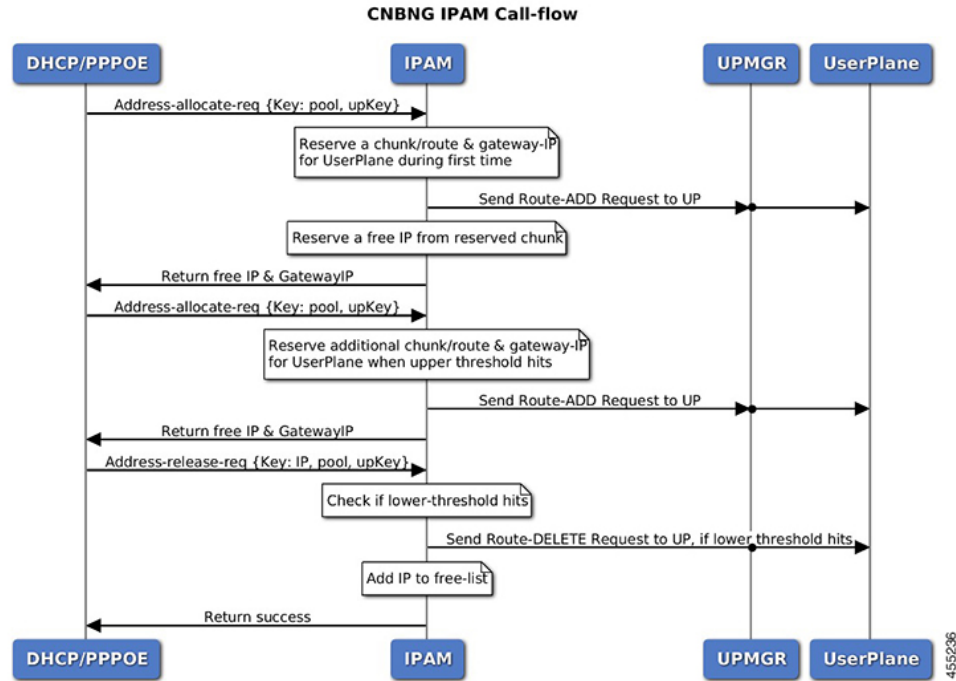 CNBNG IPAM Call-flow
DHCP/PPPOE
IPAM
UPMGR
UserPlane
Address-allocate-req {Key: pool, upKey}
Reserve a chunk/route & gateway-IP
for UserPlane during first time
Send Route-ADD Request to UP
Reserve a free IP from reserved chunk
Return free IP & GatewayIP
Address-allocate-req {Key: pool, upKey}
Reserve additional chunk/route & gateway-IP
for UserPlane when upper threshold hits
Send Route-ADD Request to UP
Return free IP & GatewayIP
Address-release-req {Key: IP, pool, upKey}
Check if lower-threshold hits
Send Route-DELETE Request to UP, if lower threshold hits
Add IP to free-list
Return success
DHCP/PPPOE
IPAM
UPMGR
UserPlane
455236